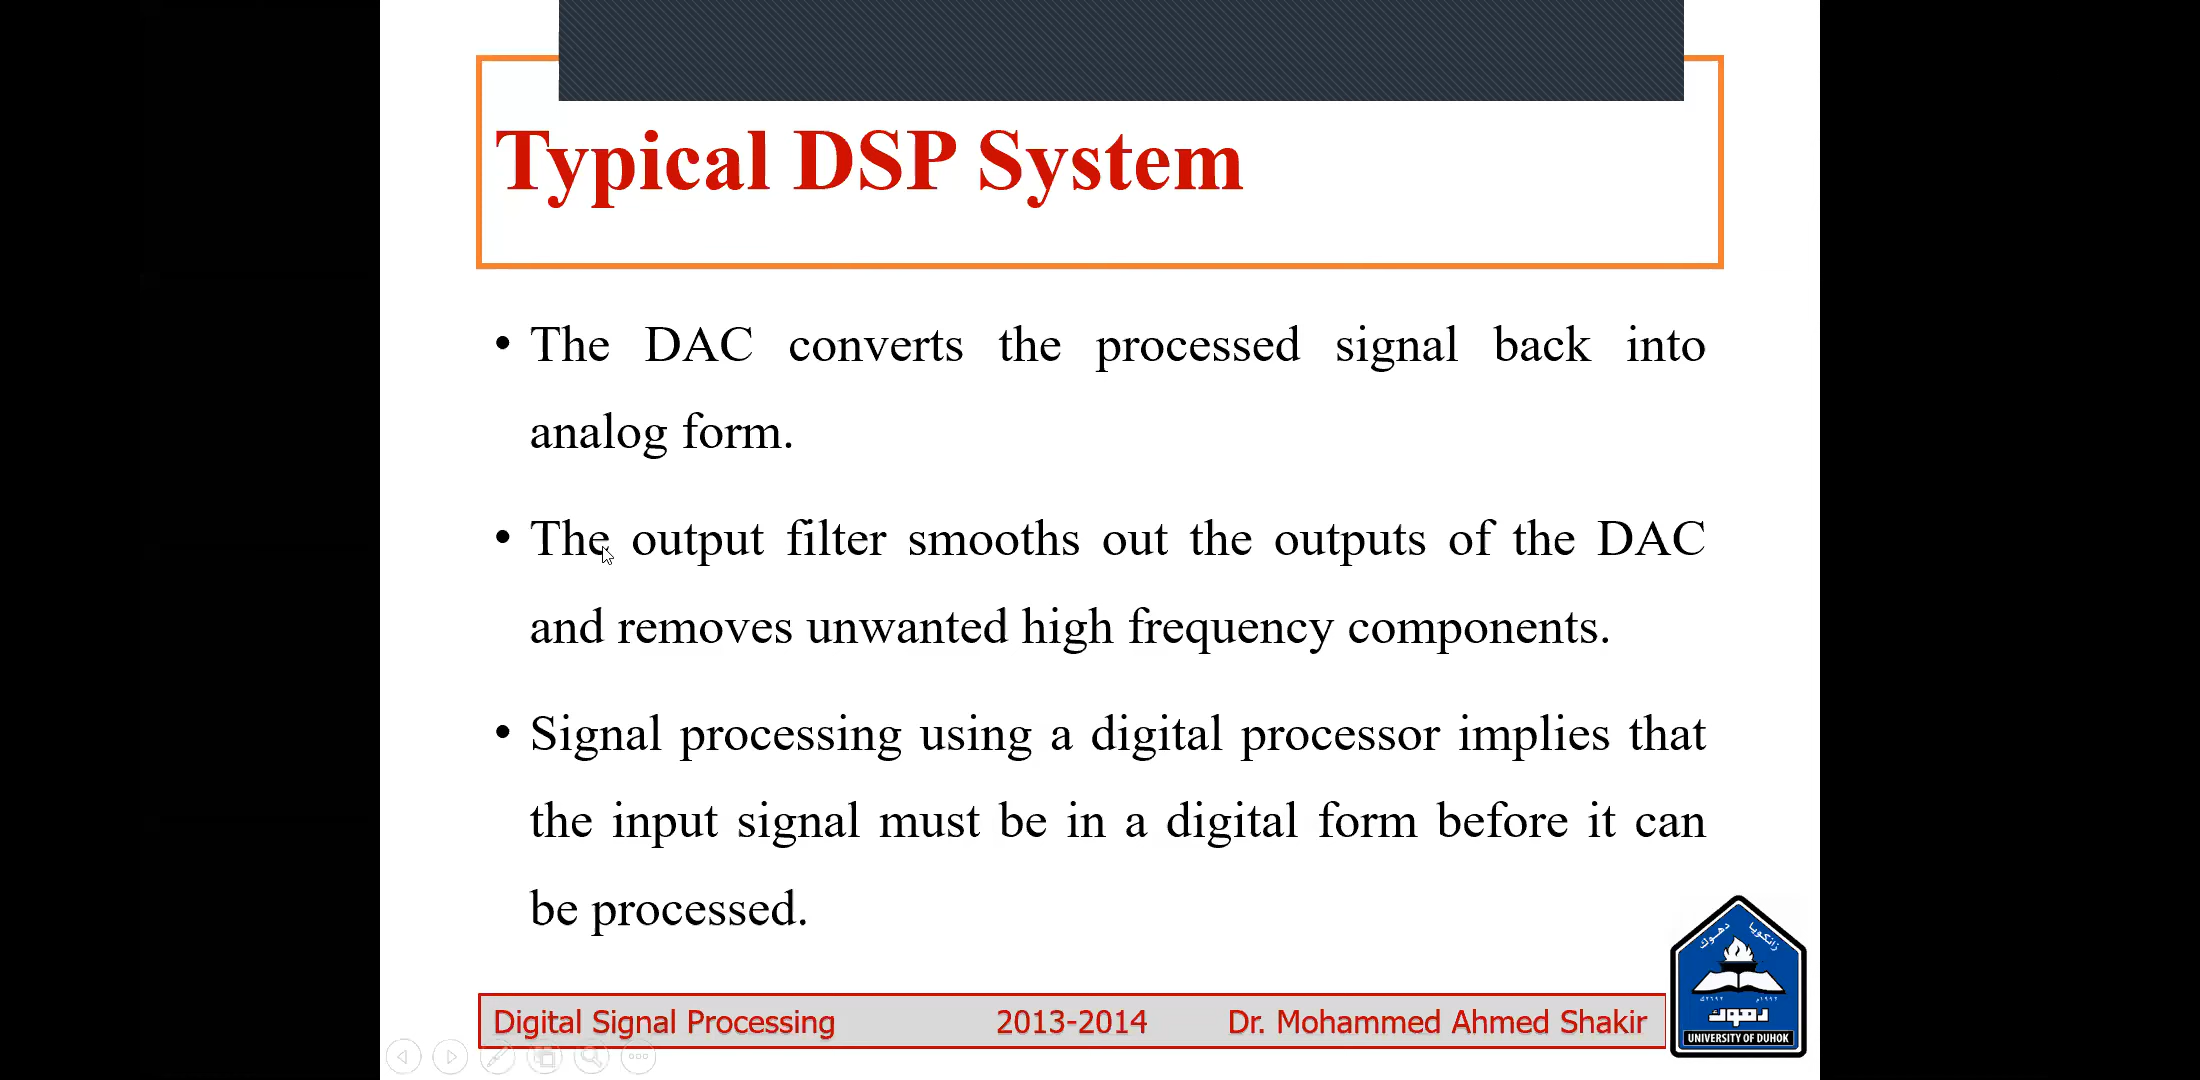 Typical DSP System
• The DAC converts the processed signal back into
analog form.
• The output filter smooths out the outputs of the DAC
and removes unwanted high frequency components.
• Signal processing using a digital processor implies that
the input signal must be in a digital form before it can
be processed.
Digital Signal Processing 2013-2014 Dr. Mohammed Ahmed Shakir
زانكويا دهوك
UNIVERSITY OF DUHOK